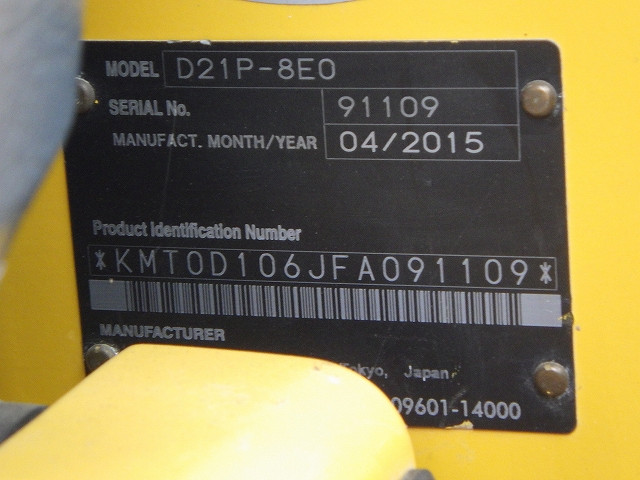 MODEL D21P-8E0
SERIAL No. 91109
MANUFACT. MONTH/YEAR 04/2015
Product Identification Number
*KMT0D106JFA091109*
MANUFACTURER
Tokyo, Japan
09601-14000